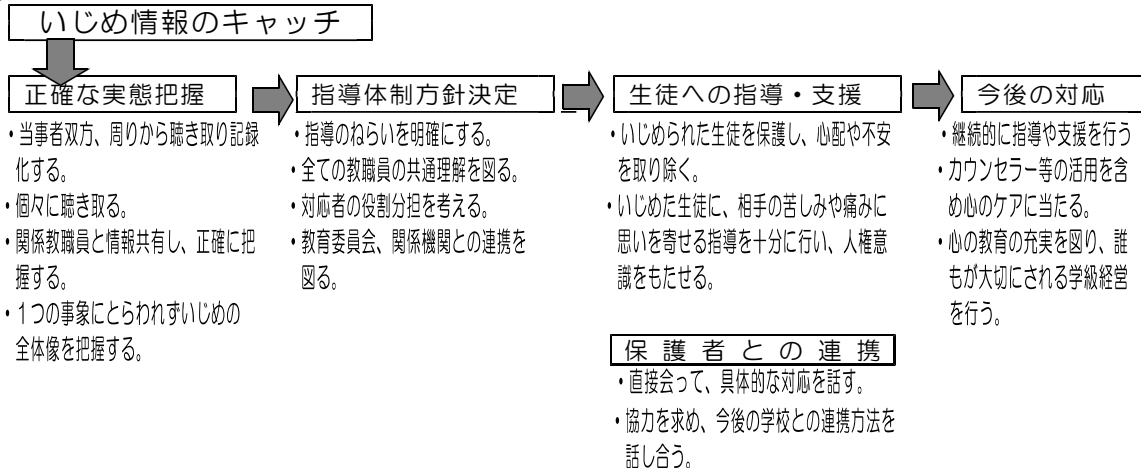 いじめ情報のキャッチ
正確な実態把握
・当事者双方、周りから聴き取り記録
化する。
・個々に聴き取る。
・関係教職員と情報共有し、正確に把
握する。
・１つの事象にとらわれずいじめの
全体像を把握する。
指導体制方針決定
・指導のねらいを明確にする。
・全ての教職員の共通理解を図る。
・対応者の役割分担を考える。
・教育委員会、関係機関との連携を
図る。
生徒への指導・支援
・いじめられた生徒を保護し、心配や不安
を取り除く。
・いじめた生徒に、相手の苦しみや痛みに
思いを寄せる指導を十分に行い、人権意
識をもたせる。
保護者との連携
・直接会って、具体的な対応を話す。
・協力を求め、今後の学校との連携方法を
話し合う。
今後の対応
・継続的に指導や支援を行う
・カウンセラー等の活用を含
め心のケアに当たる。
・心の教育の充実を図り、誰
もが大切にされる学級経営
を行う。